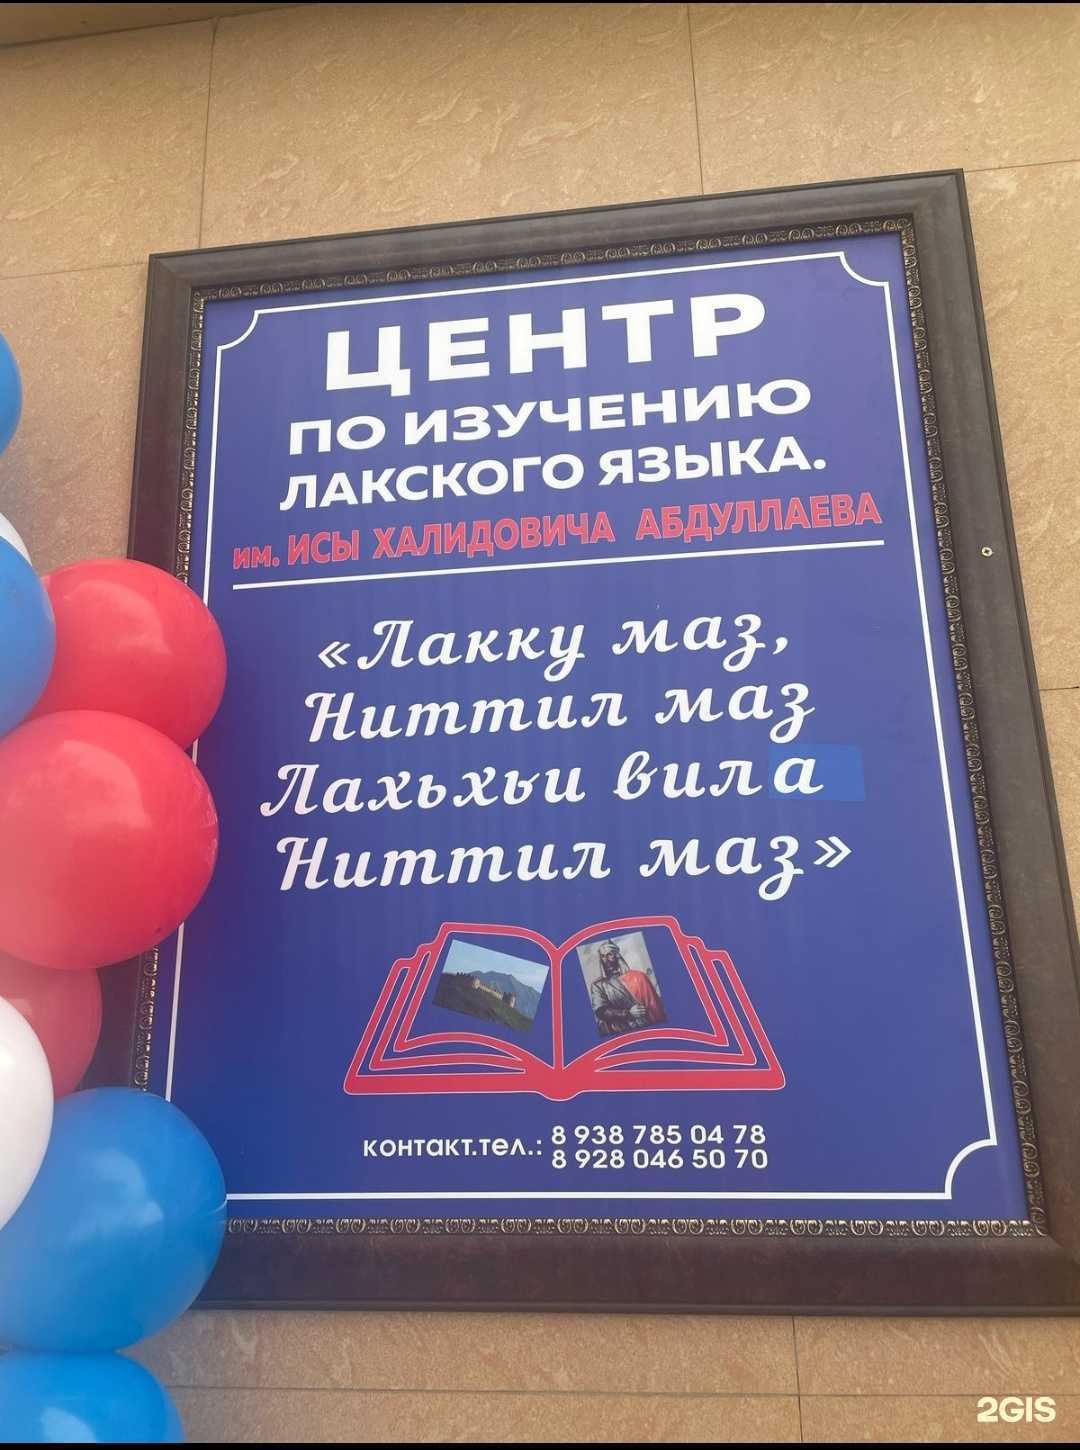 ЦЕНТР
ПО ИЗУЧЕНИЮ
ЛАКСКОГО ЯЗЫКА.
им. ИСЫ ХАЛИДОВИЧА АБДУЛЛАЕВА
«Лакку маз,
Ниттил маз
Лахьхьи вила
Ниттил маз»
контакт.тел.: 8 938 785 04 78
8 928 046 50 70
2GIS